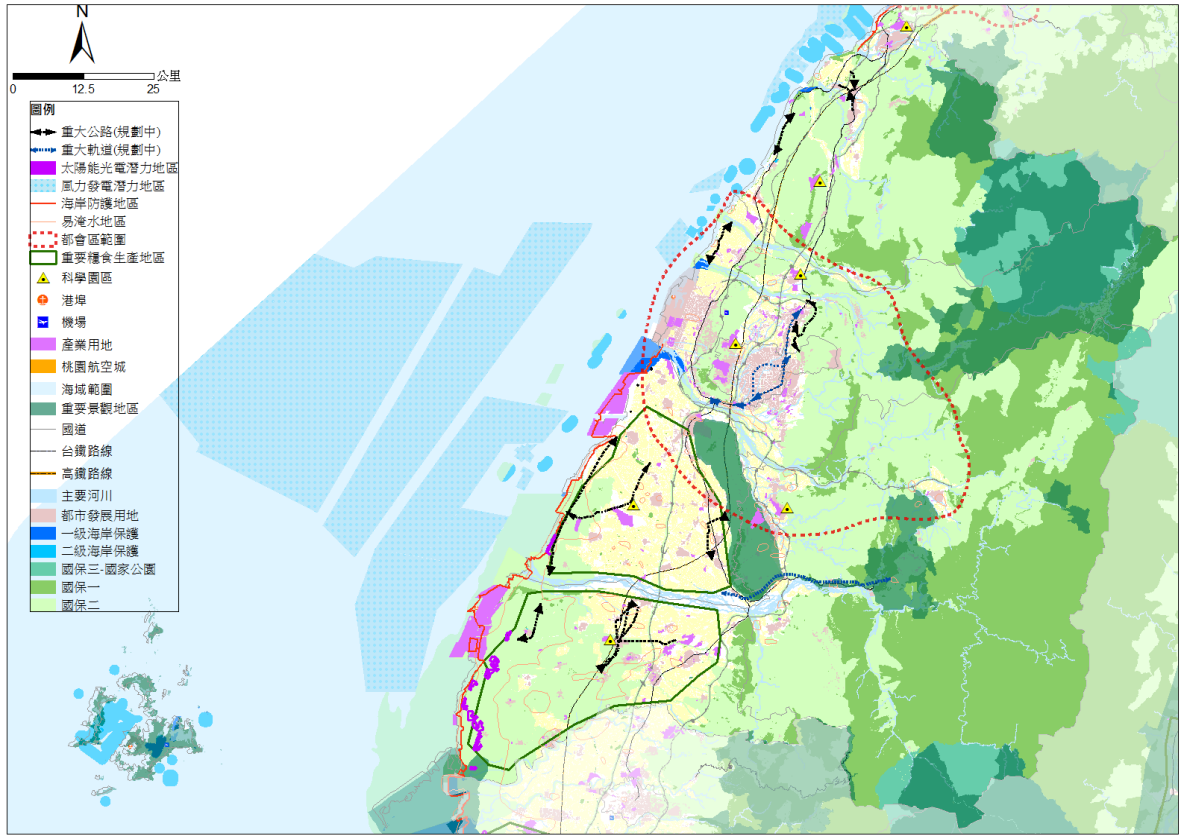 N
公里
0 12.5 25
圖例
重大公路(規劃中)
重大軌道(規劃中)
太陽能光電潛力地區
風力發電潛力地區
海岸防護地區
易淹水地區
都會區範圍
重要糧食生產地區
科學園區
港埠
機場
產業用地
桃園航空城
海域範圍
重要景觀地區
國道
台鐵路線
高鐵路線
主要河川
都市發展用地
一級海岸保護
二級海岸保護
國保三-國家公園
國保一
國保二